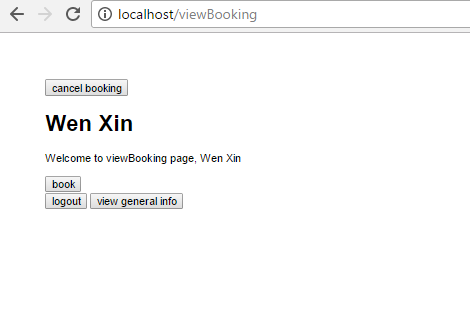 localhost/viewBooking
cancel booking
Wen Xin
Welcome to viewBooking page, Wen Xin
book
logout view general info